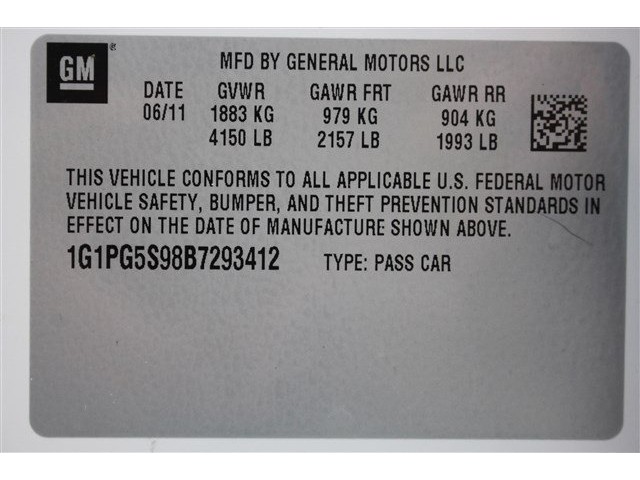 GM®
MFD BY GENERAL MOTORS LLC
DATE GVWR GAWR FRT GAWR RR
06/11 1883 KG 979 KG 904 KG
4150 LB 2157 LB 1993 LB
THIS VEHICLE CONFORMS TO ALL APPLICABLE U.S. FEDERAL MOTOR
VEHICLE SAFETY, BUMPER, AND THEFT PREVENTION STANDARDS IN
EFFECT ON THE DATE OF MANUFACTURE SHOWN ABOVE.
1G1PG5S98B7293412 TYPE: PASS CAR